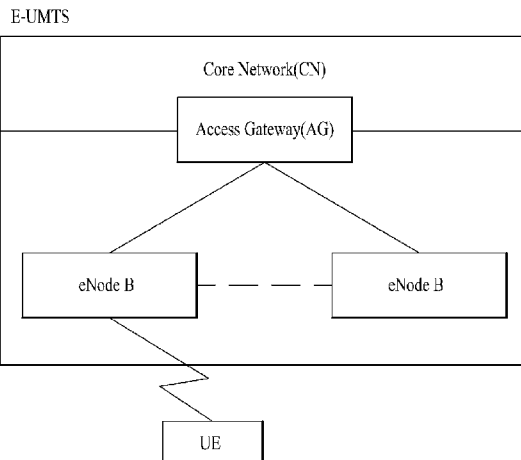 E-UMTS
Core Network(CN)
Access Gateway(AG)
eNode B
eNode B
UE